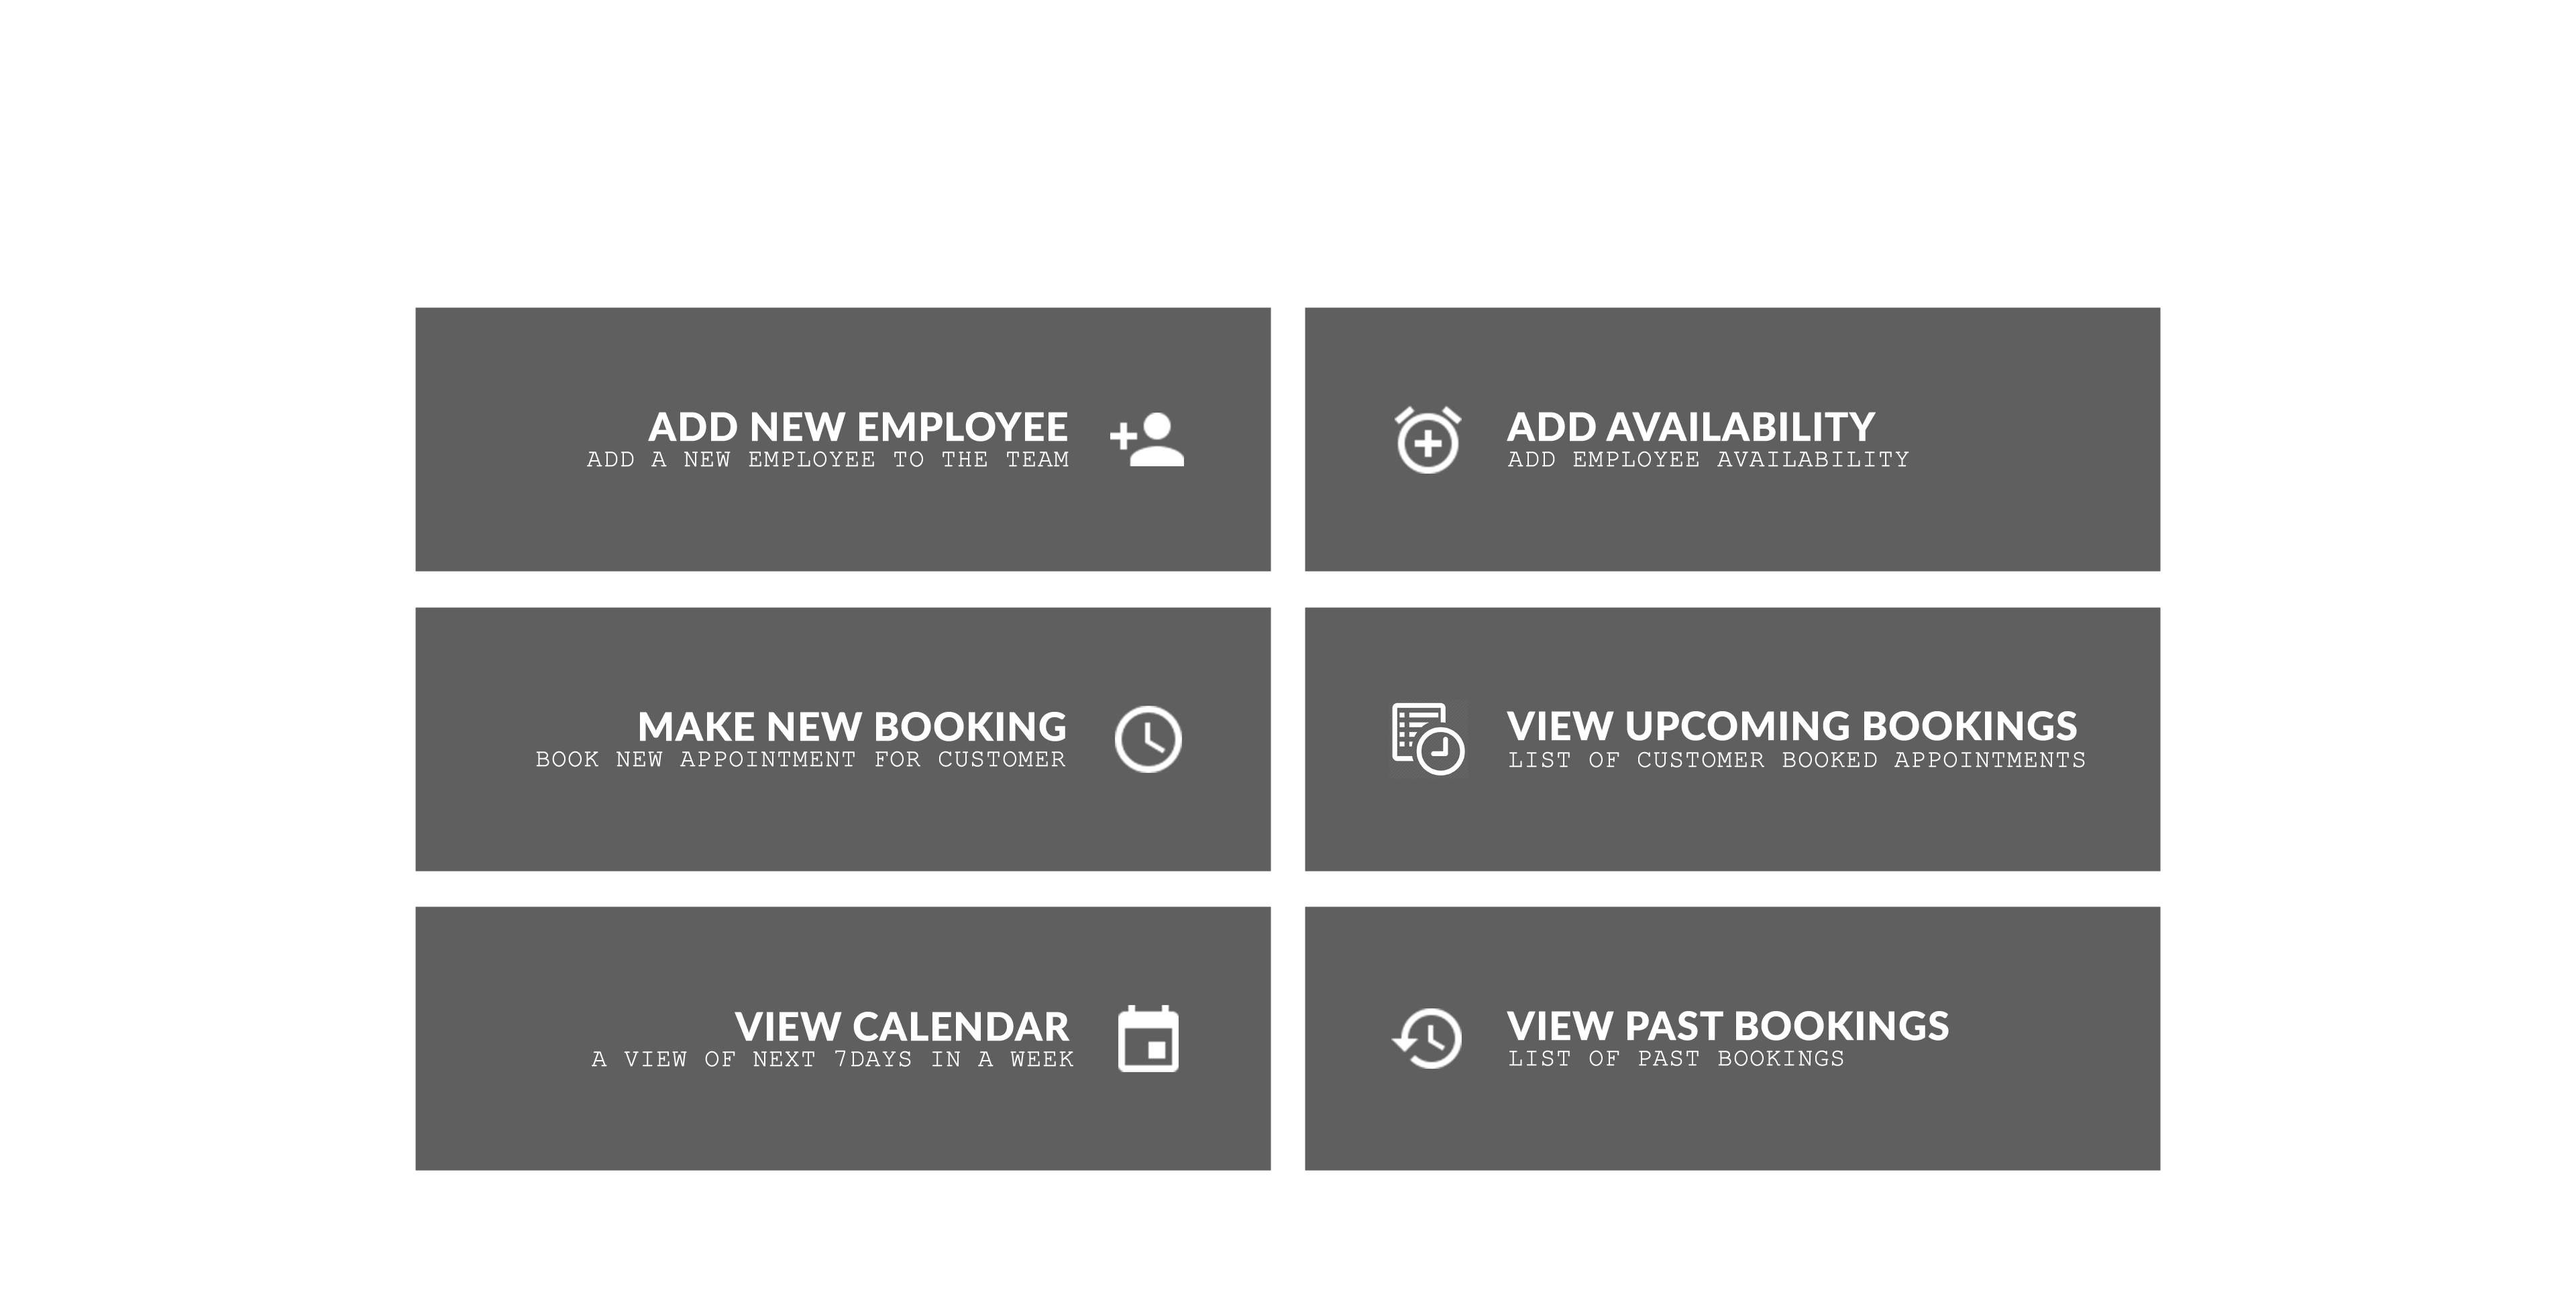 ADD NEW EMPLOYEE
ADD A NEW EMPLOYEE TO THE TEAM
ADD AVAILABILITY
ADD EMPLOYEE AVAILABILITY
MAKE NEW BOOKING
BOOK NEW APPOINTMENT FOR CUSTOMER
VIEW UPCOMING BOOKINGS
LIST OF CUSTOMER BOOKED APPOINTMENTS
VIEW CALENDAR
A VIEW OF NEXT 7DAYS IN A WEEK
VIEW PAST BOOKINGS
LIST OF PAST BOOKINGS